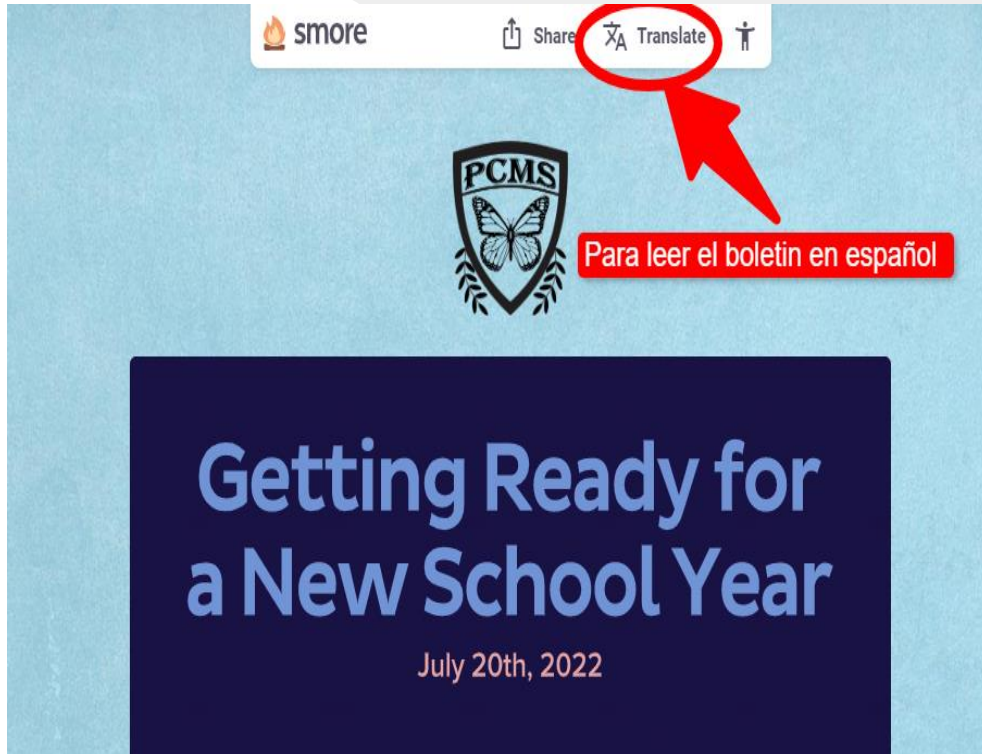 smore
Share
Translate
PCMS
Para leer el boletin en español
Getting Ready for
a New School Year
July 20th, 2022